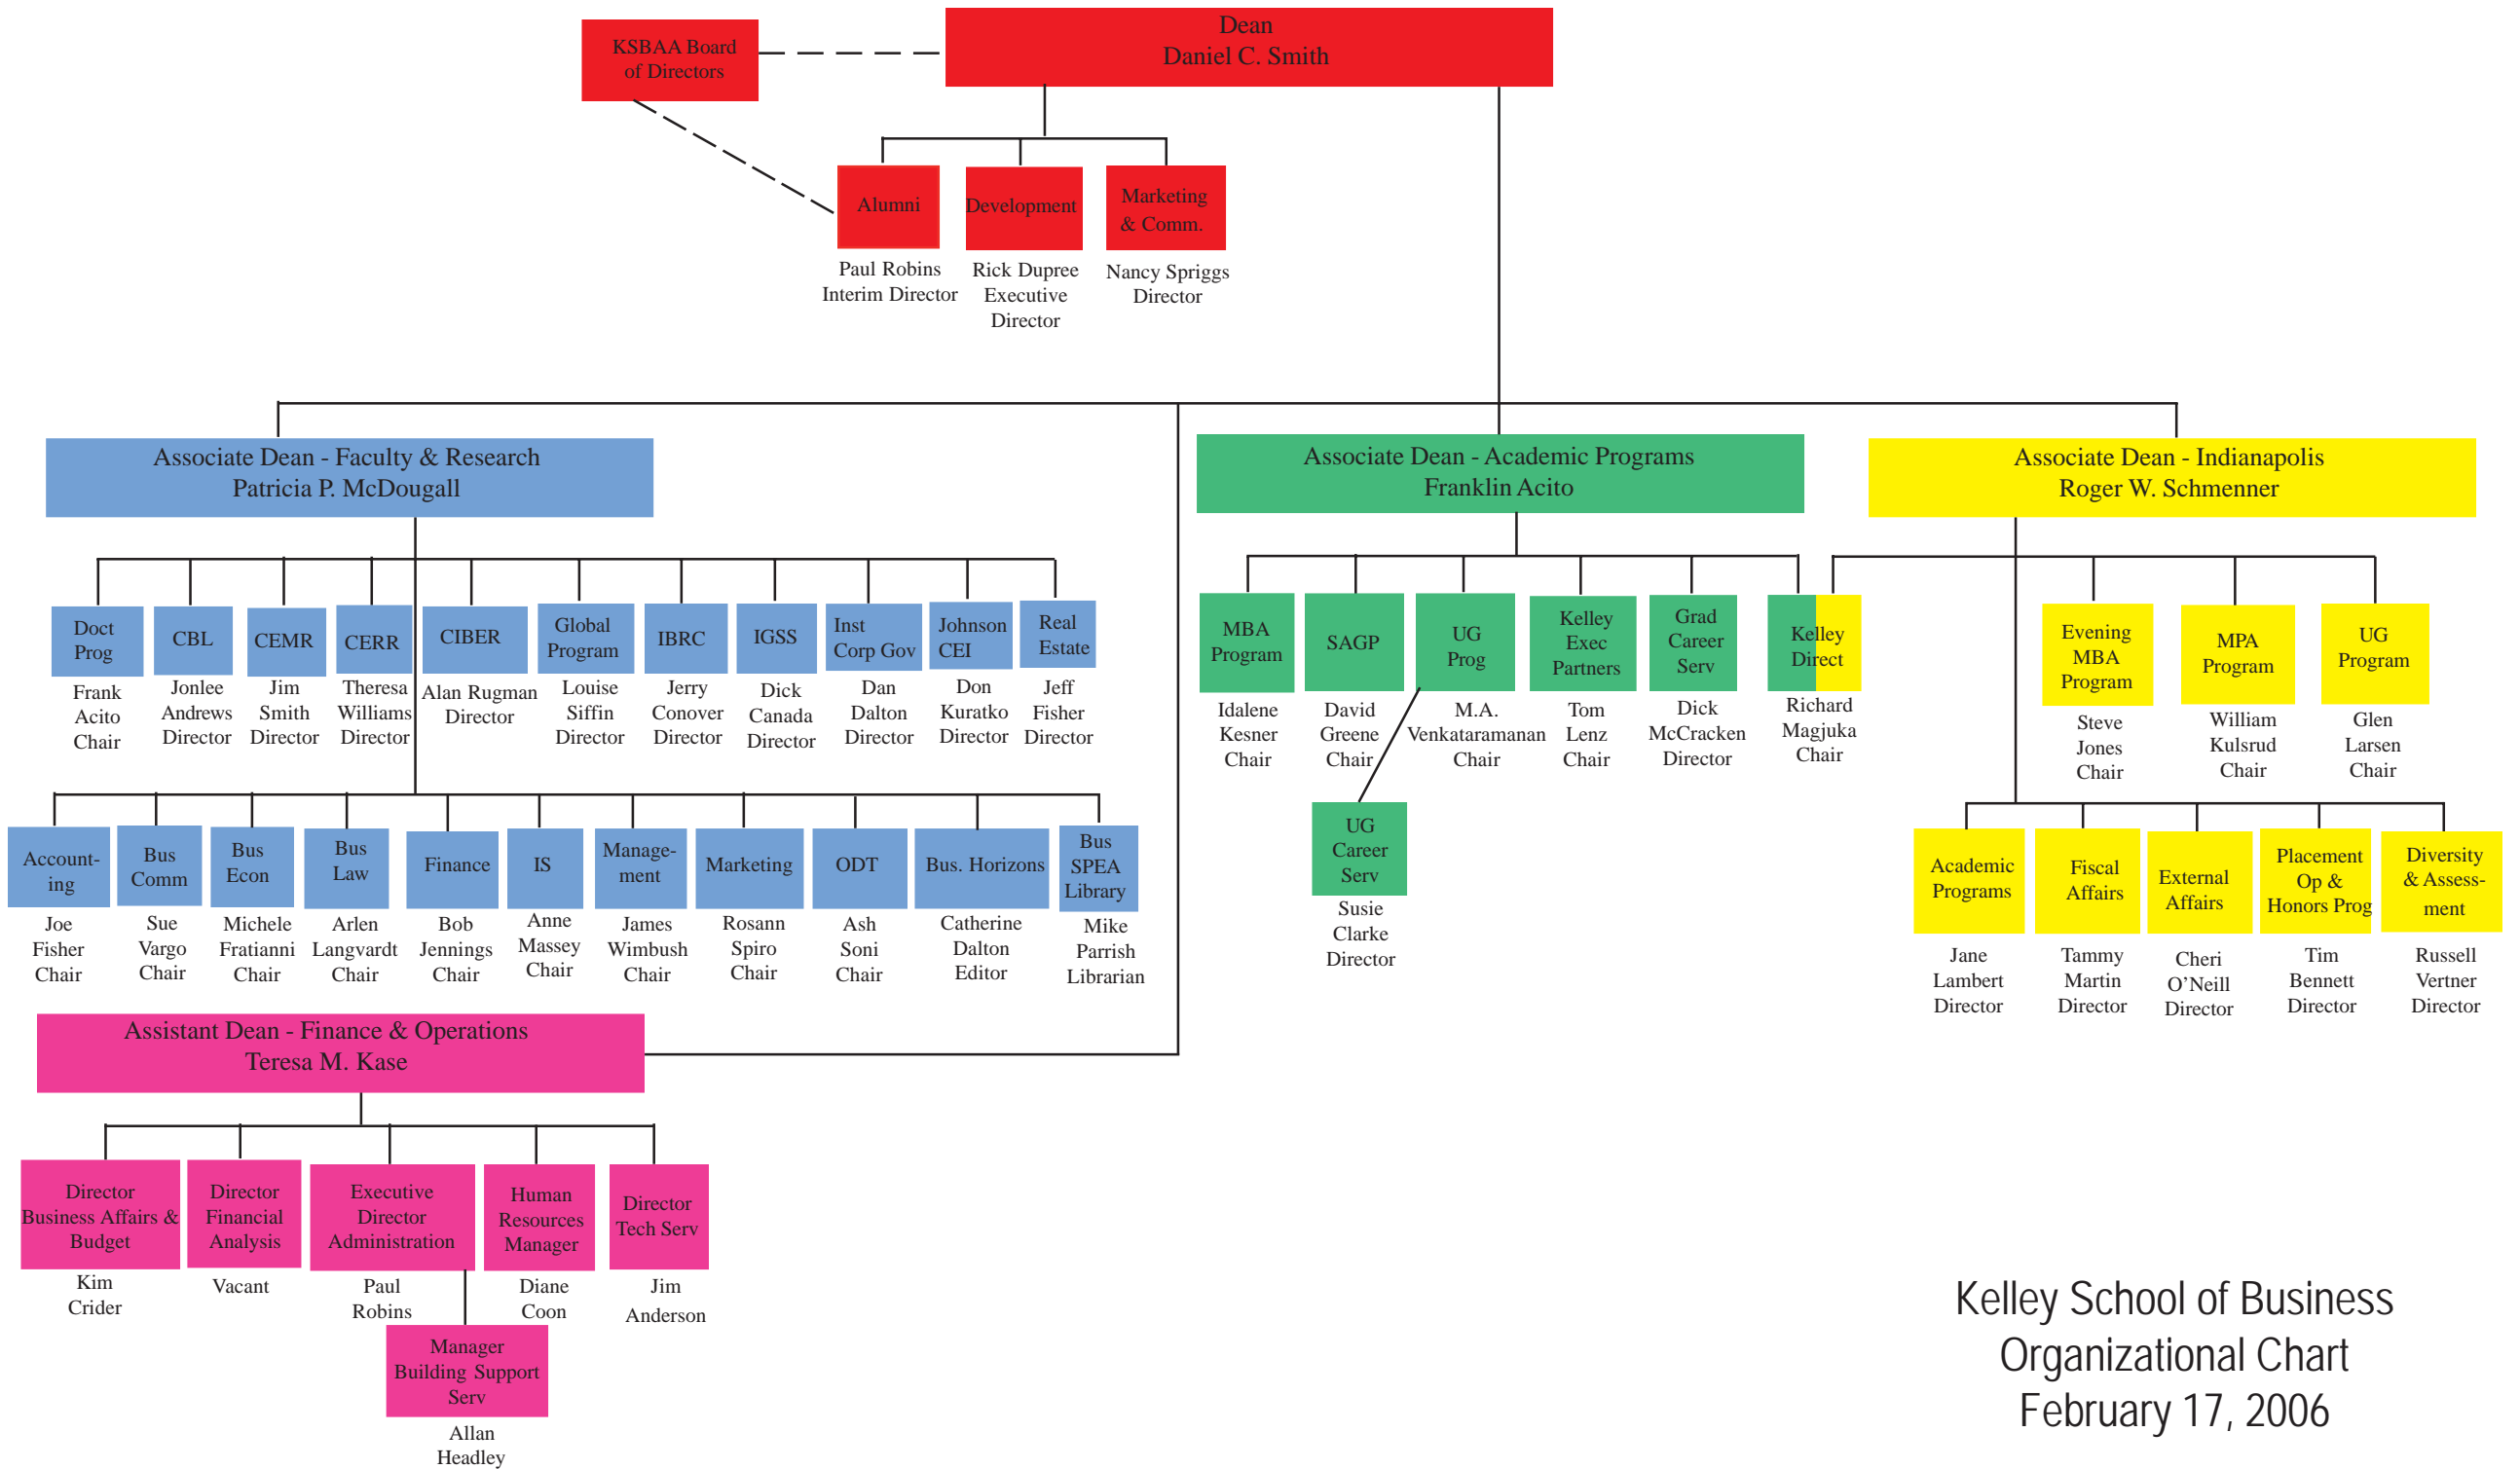 KSBAA Board
of Directors
Dean
Daniel C. Smith
Alumni
Paul Robins
Interim Director
Development
Rick Dupree
Executive
Director
Marketing
& Comm.
Nancy Spriggs
Director
Associate Dean - Faculty & Research
Patricia P. McDougall
Associate Dean - Academic Programs
Franklin Acito
Associate Dean - Indianapolis
Roger W. Schmenner
Doct
Prog
Frank
Acito
Chair
CBL
Jonlee
Andrews
Director
CEMR
Jim
Smith
Director
CERR
Theresa
Williams
Director
CIBER
Alan Rugman
Director
Global
Program
Louise
Siffin
Director
IBRC
Jerry
Conover
Director
IGSS
Dick
Canada
Director
Inst
Corp Gov
Dan
Dalton
Director
Johnson
CEI
Don
Kuratko
Director
Real
Estate
Jeff
Fisher
Director
MBA
Program
Idalene
Kesner
Chair
SAGP
David
Greene
Chair
UG
Prog
M.A.
Venkataramanan
Chair
Kelley
Exec
Partners
Tom
Lenz
Chair
Grad
Career
Serv
Dick
McCracken
Director
Kelley
Direct
Richard
Magjuka
Chair
Evening
MBA
Program
Steve
Jones
Chair
MPA
Program
William
Kulsrud
Chair
UG
Program
Glen
Larsen
Chair
Account-
ing
Joe
Fisher
Chair
Bus
Comm
Sue
Vargo
Chair
Bus
Econ
Michele
Fratianni
Chair
Bus
Law
Arlen
Langvardt
Chair
Finance
Bob
Jennings
Chair
IS
Anne
Massey
Chair
Manage-
ment
James
Wimbush
Chair
Marketing
Rosann
Spiro
Chair
ODT
Ash
Soni
Chair
Bus. Horizons
Catherine
Dalton
Editor
Bus
SPEA
Library
Mike
Parrish
Librarian
UG
Career
Serv
Susie
Clarke
Director
Academic
Programs
Jane
Lambert
Director
Fiscal
Affairs
Tammy
Martin
Director
External
Affairs
Cheri
O’Neill
Director
Placement
Op &
Honors Prog
Tim
Bennett
Director
Diversity
& Assess-
ment
Russell
Vertner
Director
Assistant Dean - Finance & Operations
Teresa M. Kase
Director
Business Affairs &
Budget
Kim
Crider
Director
Financial
Analysis
Vacant
Executive
Director
Administration
Paul
Robins
Human
Resources
Manager
Diane
Coon
Director
Tech Serv
Jim
Anderson
Manager
Building Support
Serv
Allan
Headley
Kelley School of Business
Organizational Chart
February 17, 2006